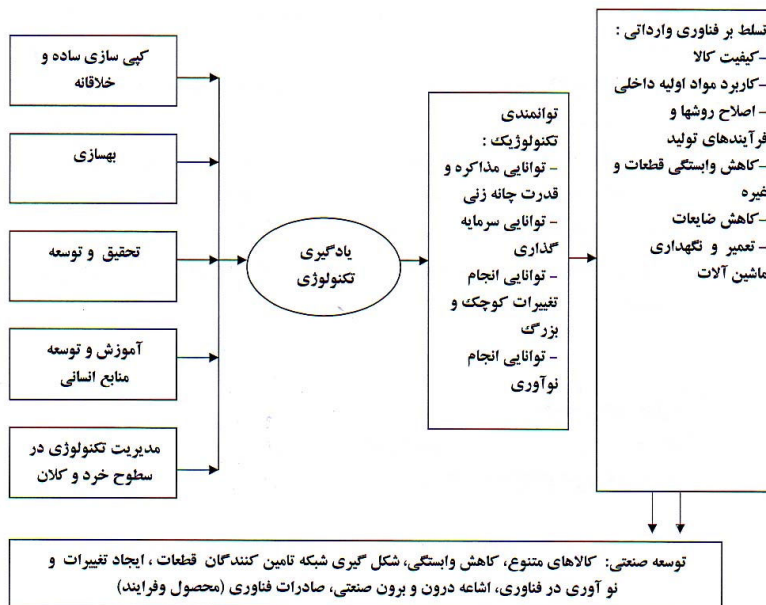 کپی سازی ساده و
خلاقانه
بهسازی
تحقیق و توسعه
آموزش و توسعه
منابع انسانی
مدیریت تکنولوژی در
سطوح خرد و کلان
یادگیری
تکنولوژی
توانمندی
تکنولوژیک :
- توانایی مذاکره و
قدرت چانه زنی
- توانایی سرمایه
گذاری
- توانایی انجام
تغییرات کوچک و
بزرگ
- توانایی انجام
نوآوری
تسلط بر فناوری وارداتی :
-کیفیت کالا
-کاربرد مواد اولیه داخلی
- اصلاح روشها و
فرآیندهای تولید
-کاهش وابستگی قطعات و
غیره
-کاهش ضایعات
- تعمیر و نگهداری
ماشین آلات
توسعه صنعتی: کالاهای متنوع، کاهش وابستگی، شکل گیری شبکه تامین کنندگان قطعات ، ایجاد تغییرات و
نو آوری در فناوری، اشاعه درون و برون صنعتی، صادرات فناوری (محصول وفرایند)